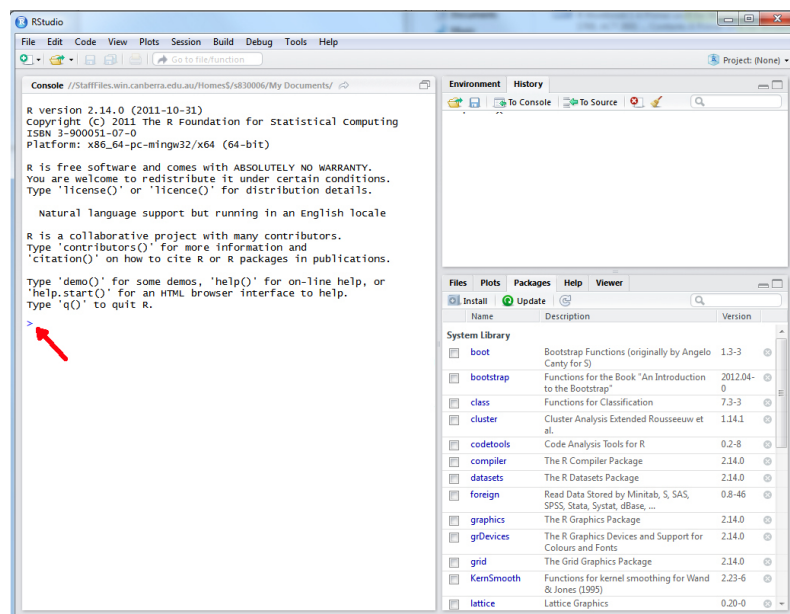 RStudio
File Edit Code View Plots Session Build Debug Tools Help
Go to file/function
Project: (None)
Console //StaffFiles.win.canberra.edu.au/Homes$/s830006/My Documents/
R version 2.14.0 (2011-10-31)
Copyright (C) 2011 The R Foundation for Statistical Computing
ISBN 3-900051-07-0
Platform: x86_64-pc-mingw32/x64 (64-bit)
R is free software and comes with ABSOLUTELY NO WARRANTY.
You are welcome to redistribute it under certain conditions.
Type 'license()' or 'licence()' for distribution details.
Natural language support but running in an English locale
R is a collaborative project with many contributors.
Type 'contributors()' for more information and
'citation()' on how to cite R or R packages in publications.
Type 'demo()' for some demos, 'help()' for on-line help, or
'help.start()' for an HTML browser interface to help.
Type 'q()' to quit R.
>
Environment History
To Console To Source
Files Plots Packages Help Viewer
Install Update
Name Description Version
System Library
boot Bootstrap Functions (originally by Angelo 1.3-3
Canty for S)
bootstrap Functions for the Book "An Introduction 2012.04-
to the Bootstrap" 0
class Functions for Classification 7.3-3
cluster Cluster Analysis Extended Rousseeuw et 1.14.1
al.
codetools Code Analysis Tools for R 0.2-8
compiler The R Compiler Package 2.14.0
datasets The R Datasets Package 2.14.0
foreign Read Data Stored by Minitab, S, SAS, 0.8-46
SPSS, Stata, Systat, dBase, ...
graphics The R Graphics Package 2.14.0
grDevices The R Graphics Devices and Support for 2.14.0
Colours and Fonts
grid The Grid Graphics Package 2.14.0
KernSmooth Functions for kernel smoothing for Wand 2.23-6
& Jones (1995)
lattice Lattice Graphics 0.20-0